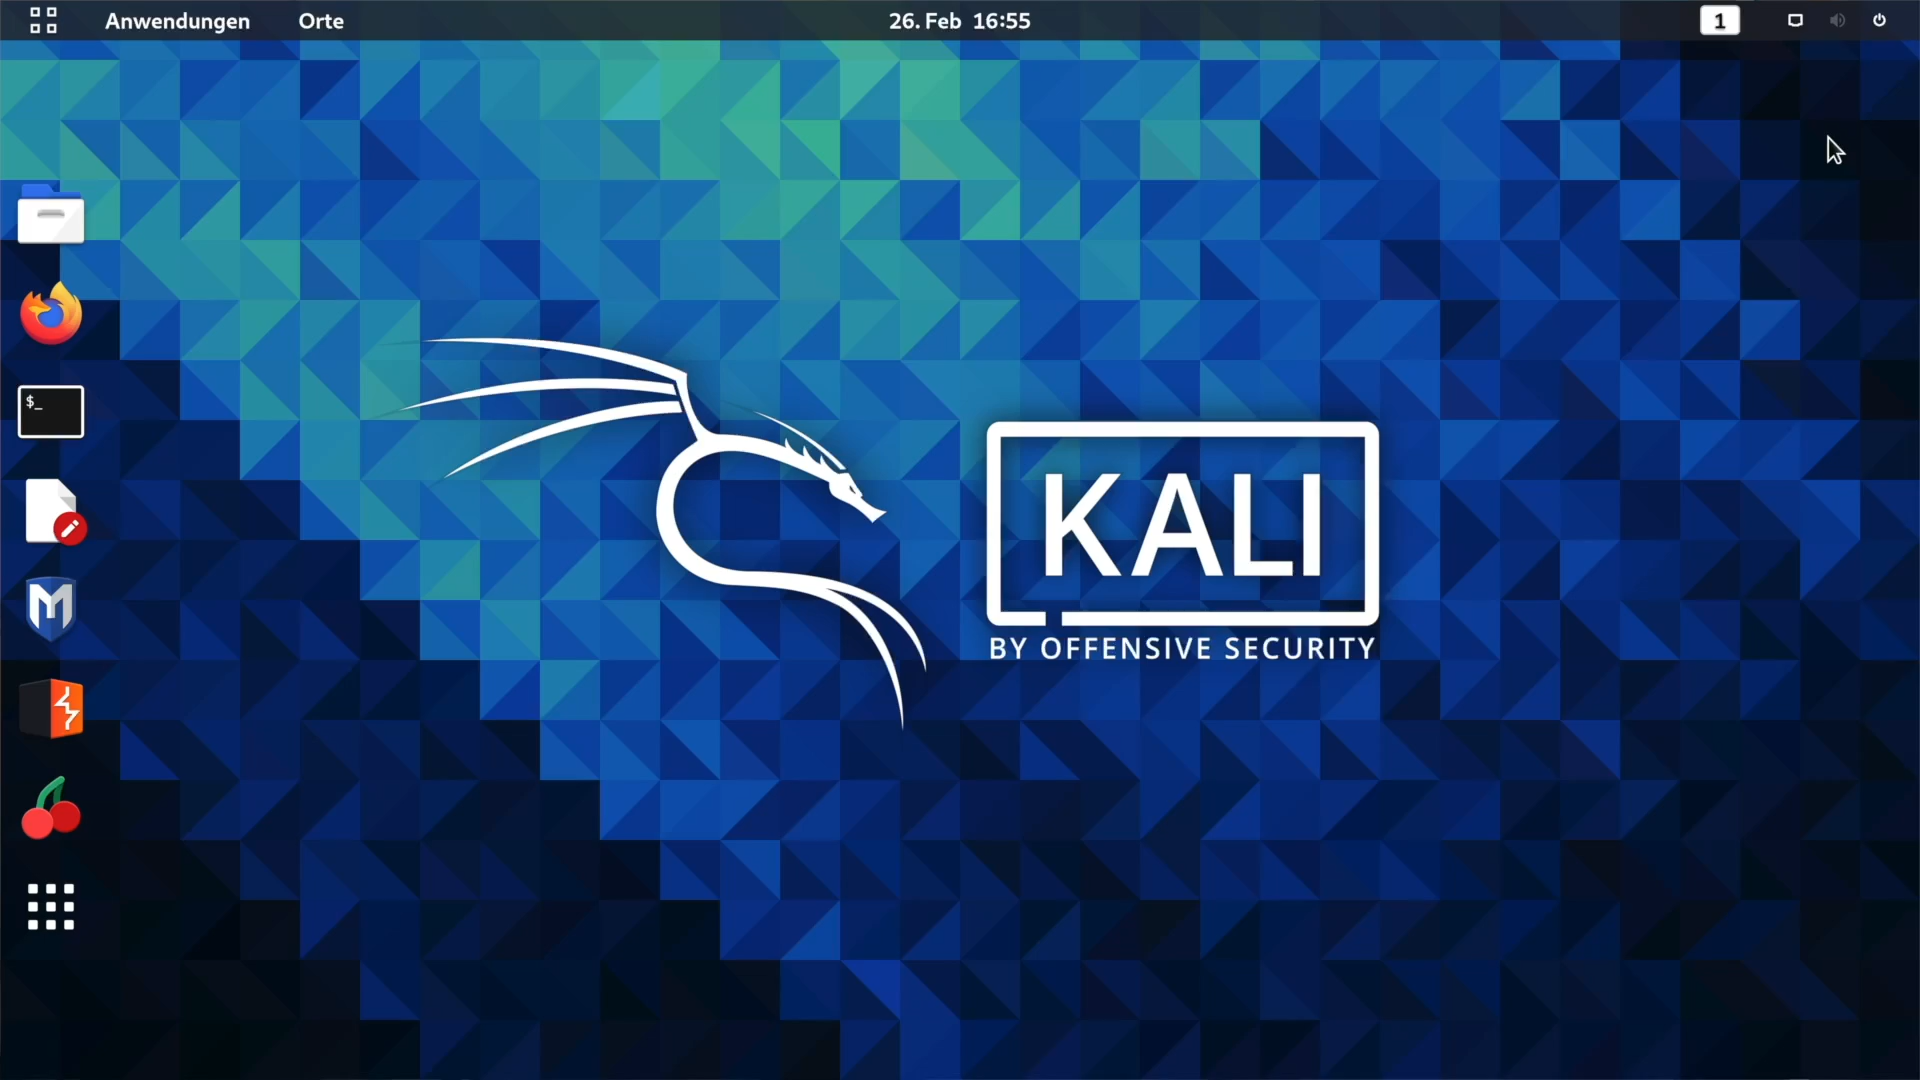 Anwendungen Orte 26. Feb 16:55 1
$_
M
KALI
BY OFFENSIVE SECURITY